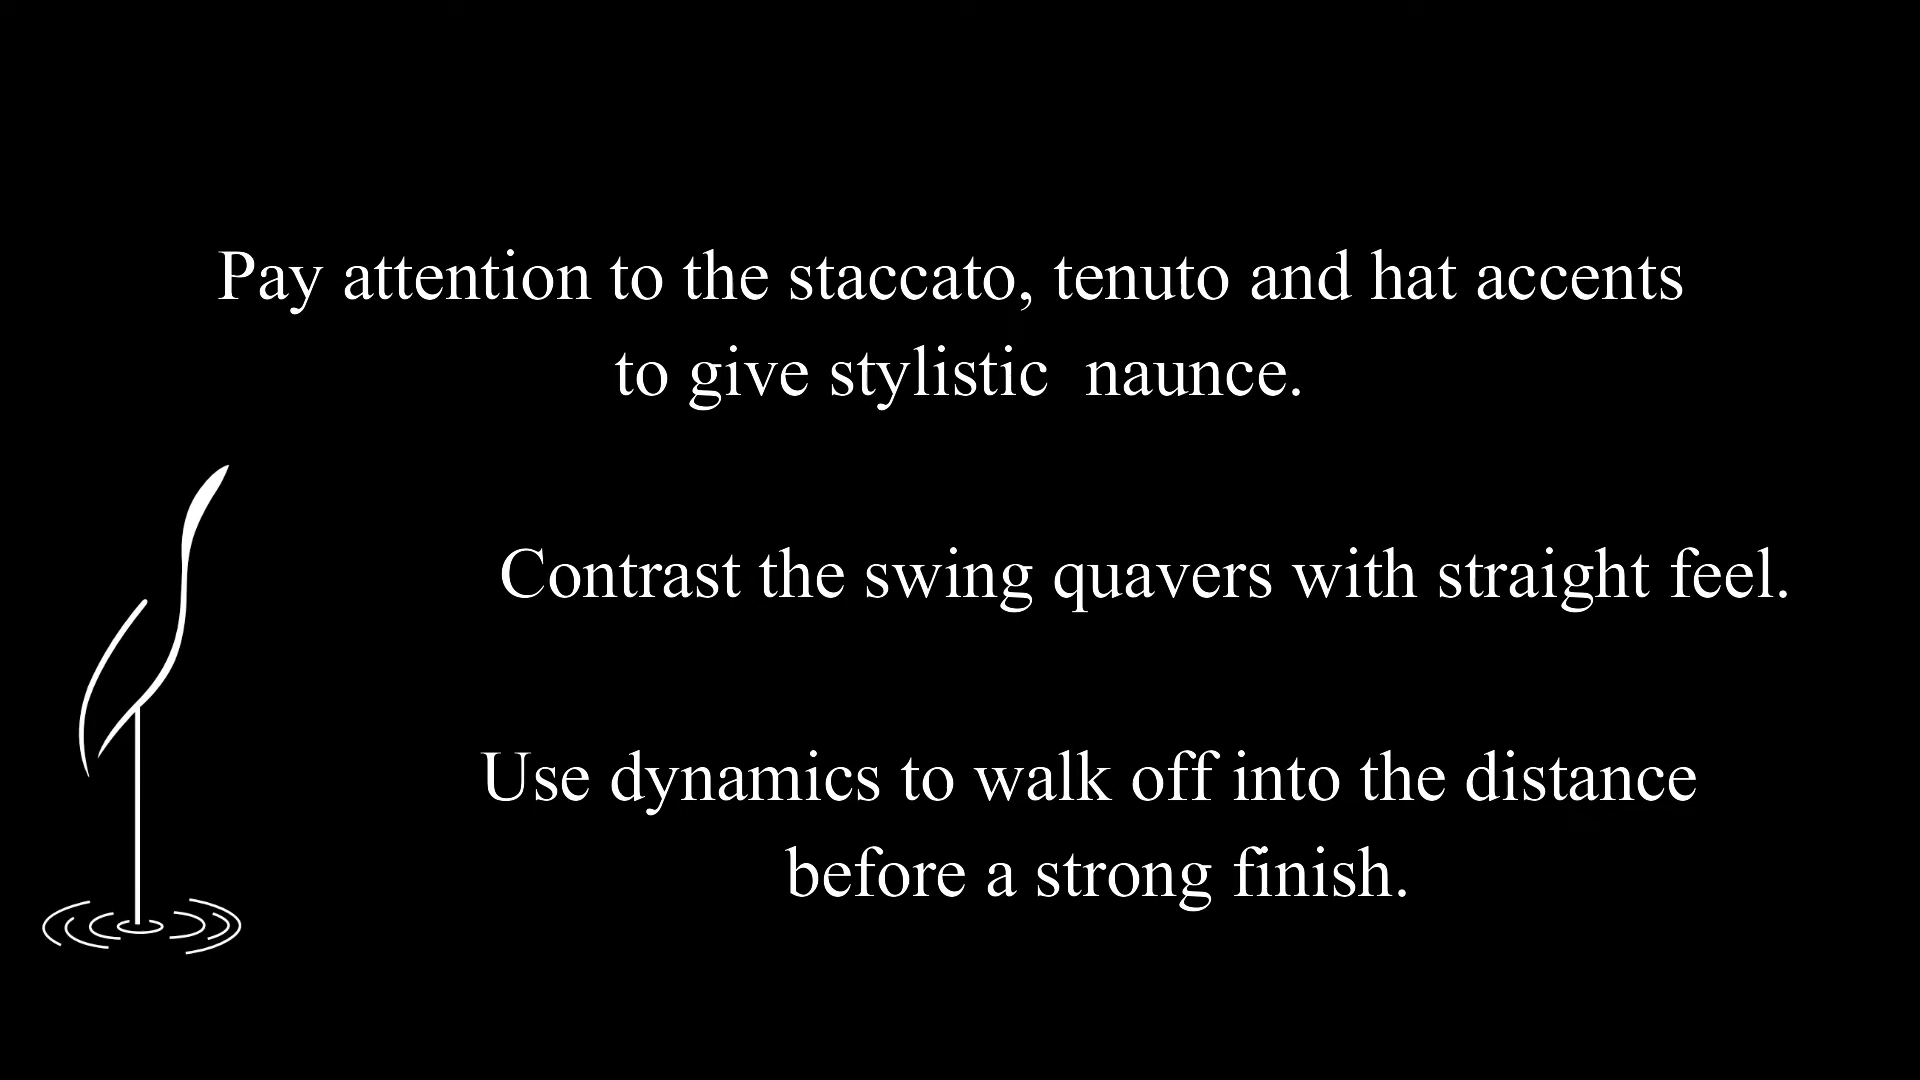 Pay attention to the staccato, tenuto and hat accents
to give stylistic  naunce.
Contrast the swing quavers with straight feel.
Use dynamics to walk off into the distance
before a strong finish.